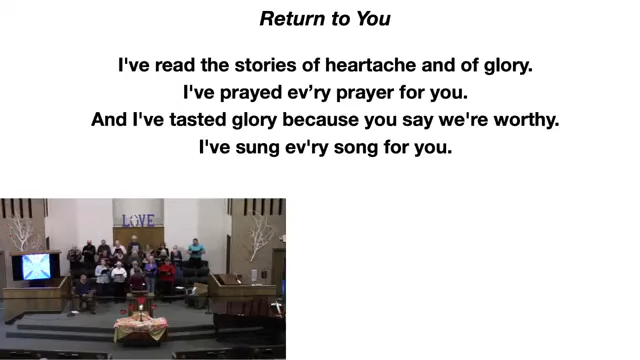 Return to You
I've read the stories of heartache and of glory.
I've prayed ev’ry prayer for you.
And I've tasted glory because you say we're worthy.
I've sung ev'ry song for you.
LOVE